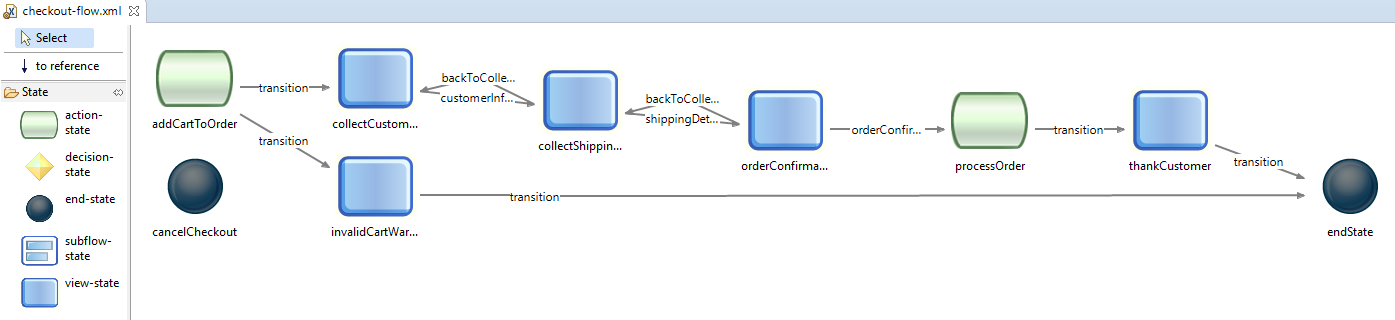 checkout-flow.xml
Select
to reference
State
action-
state
decision-
state
end-state
subflow-
state
view-state
addCartToOrder
transition
transition
cancelCheckout
collectCustom...
invalidCartWar...
backToColle...
customerInf...
collectShippin...
backToColle...
shippingDet...
orderConfirma...
orderConfir...
processOrder
transition
thankCustomer
transition
transition
endState